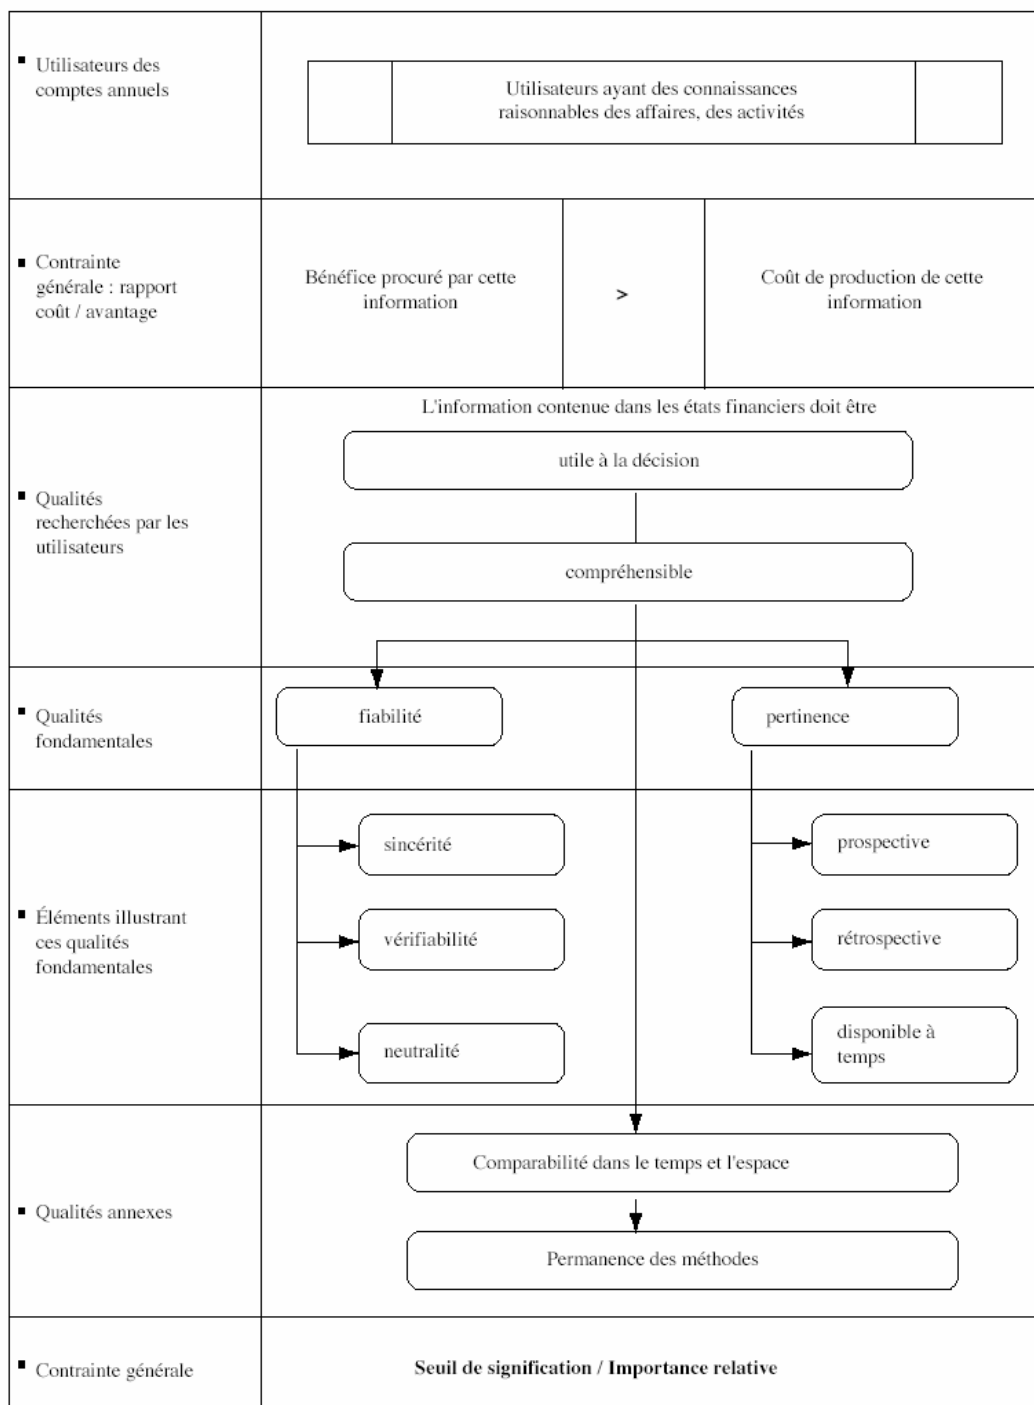 Utilisateurs des
comptes annuels
Utilisateurs ayant des connaissances
raisonnables des affaires, des activités
Contrainte
générale : rapport
coût / avantage
Bénéfice procuré par cette
information
>
Coût de production de cette
information
L'information contenue dans les états financiers doit être
utile à la décision
Qualités
recherchées par les
utilisateurs
compréhensible
Qualités
fondamentales
fiabilité
pertinence
Éléments illustrant
ces qualités
fondamentales
sincérité
prospective
vérifiabilité
rétrospective
neutralité
disponible à
temps
Qualités annexes
Comparabilité dans le temps et l'espace
Permanence des méthodes
Contrainte générale
Seuil de signification / Importance relative